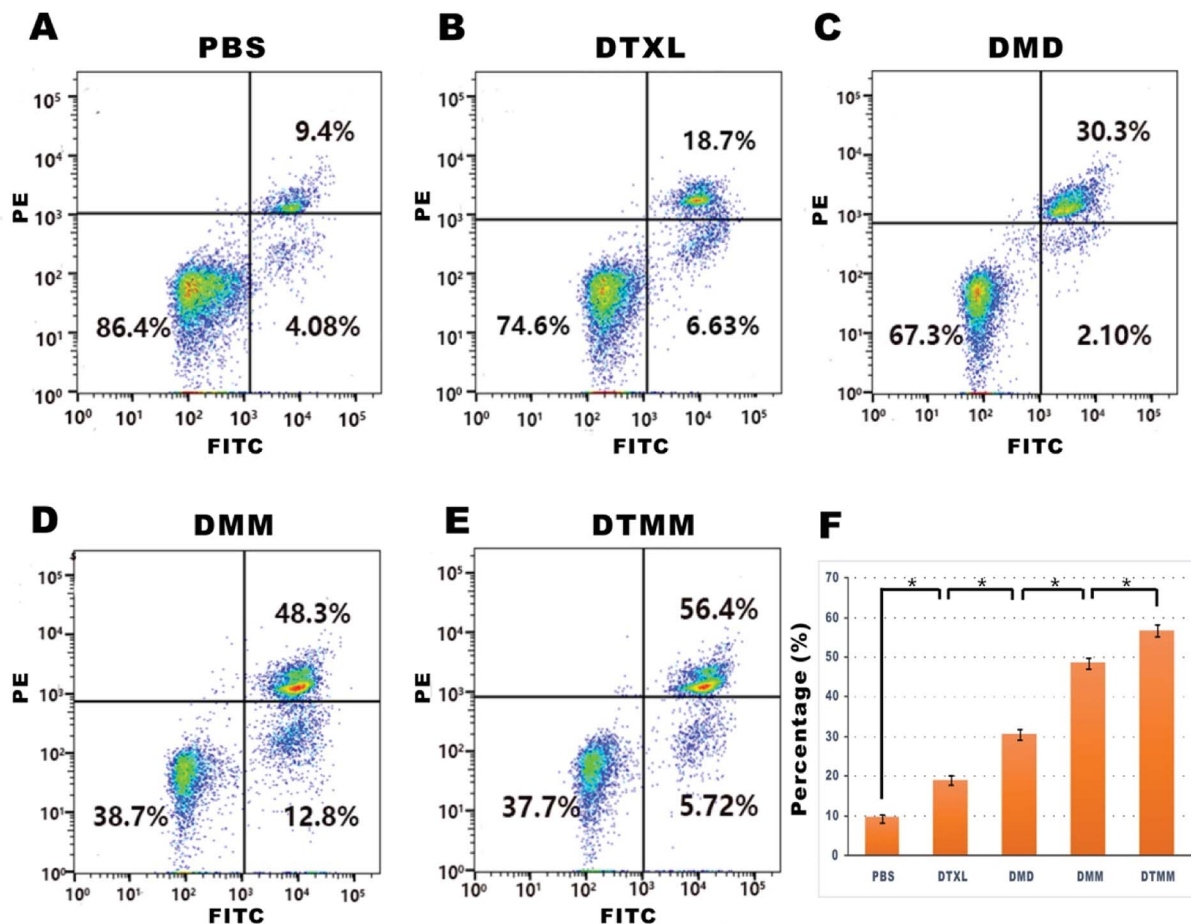 A
PBS
PE
10⁵
10⁴
10³
10²
10¹
10⁰
9.4%
86.4%
4.08%
10⁰ 10¹ 10² 10³ 10⁴ 10⁵
FITC
B
DTXL
PE
10⁵
10⁴
10³
10²
10¹
10⁰
18.7%
74.6%
6.63%
10⁰ 10¹ 10² 10³ 10⁴ 10⁵
FITC
C
DMD
PE
10⁵
10⁴
10³
10²
10¹
10⁰
30.3%
67.3%
2.10%
10⁰ 10¹ 10² 10³ 10⁴ 10⁵
FITC
D
DMM
PE
10⁵
10⁴
10³
10²
10¹
10⁰
48.3%
38.7%
12.8%
10⁰ 10¹ 10² 10³ 10⁴ 10⁵
FITC
E
DTMM
PE
10⁵
10⁴
10³
10²
10¹
10⁰
56.4%
37.7%
5.72%
10⁰ 10¹ 10² 10³ 10⁴ 10⁵
FITC
F
Percentage (%)
70
60
50
40
30
20
10
0
* * * *
PBS DTXL DMD DMM DTMM